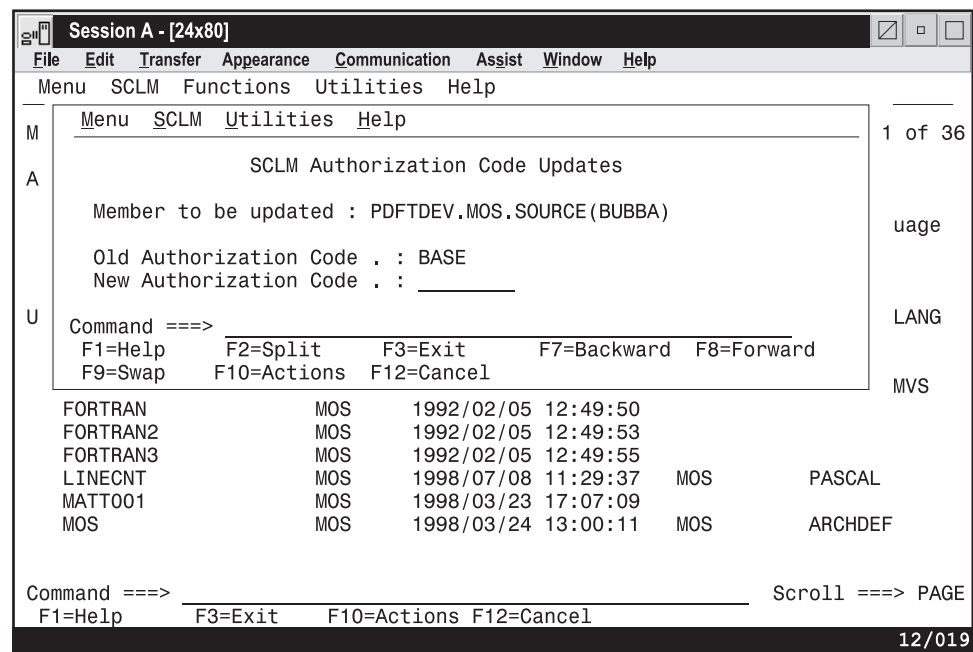 Session A - [24x80]
File Edit Transfer Appearance Communication Assist Window Help
Menu SCLM Functions Utilities Help
Menu SCLM Utilities Help
M 1 of 36
SCLM Authorization Code Updates
A
Member to be updated : PDFTDEV.MOS.SOURCE(BUBBA)
uage
Old Authorization Code . : BASE
New Authorization Code . : __________
U LANG
Command ===>
F1=Help F2=Split F3=Exit F7=Backward F8=Forward
F9=Swap F10=Actions F12=Cancel
MVS
FORTRAN MOS 1992/02/05 12:49:50
FORTRAN2 MOS 1992/02/05 12:49:53
FORTRAN3 MOS 1992/02/05 12:49:55
LINECNT MOS 1998/07/08 11:29:37 MOS PASCAL
MATT001 MOS 1998/03/23 17:07:09
MOS MOS 1998/03/24 13:00:11 MOS ARCHDEF
Command ===> Scroll ===> PAGE
F1=Help F3=Exit F10=Actions F12=Cancel
12/019